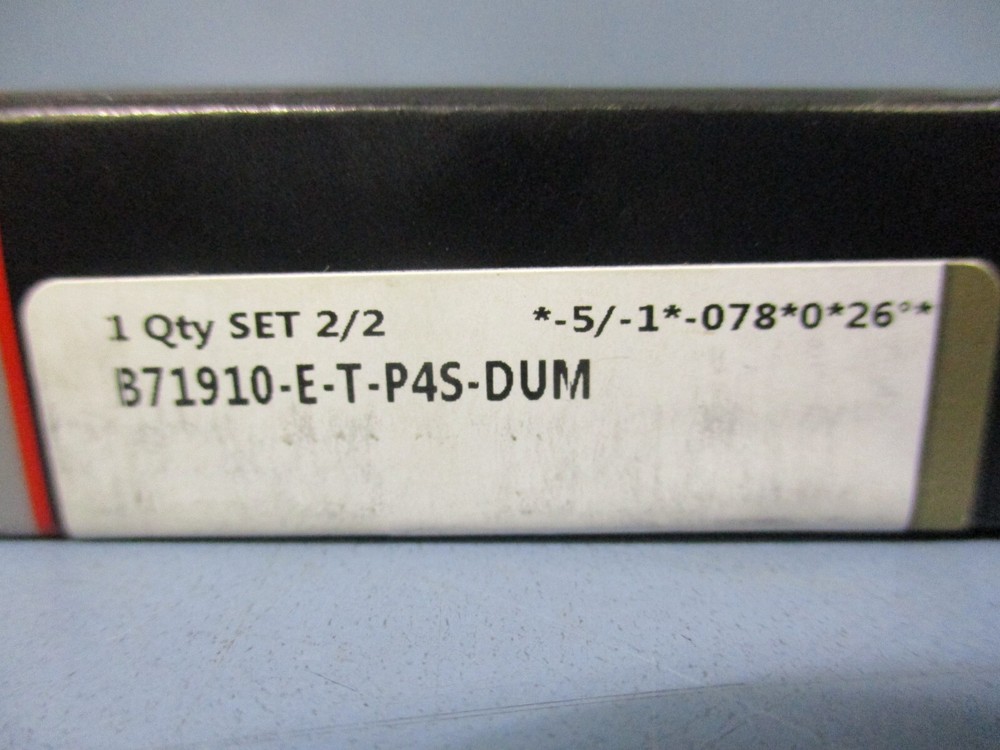 1 Qty SET 2/2 *-5/-1*-078*0*26°*
B71910-E-T-P4S-DUM